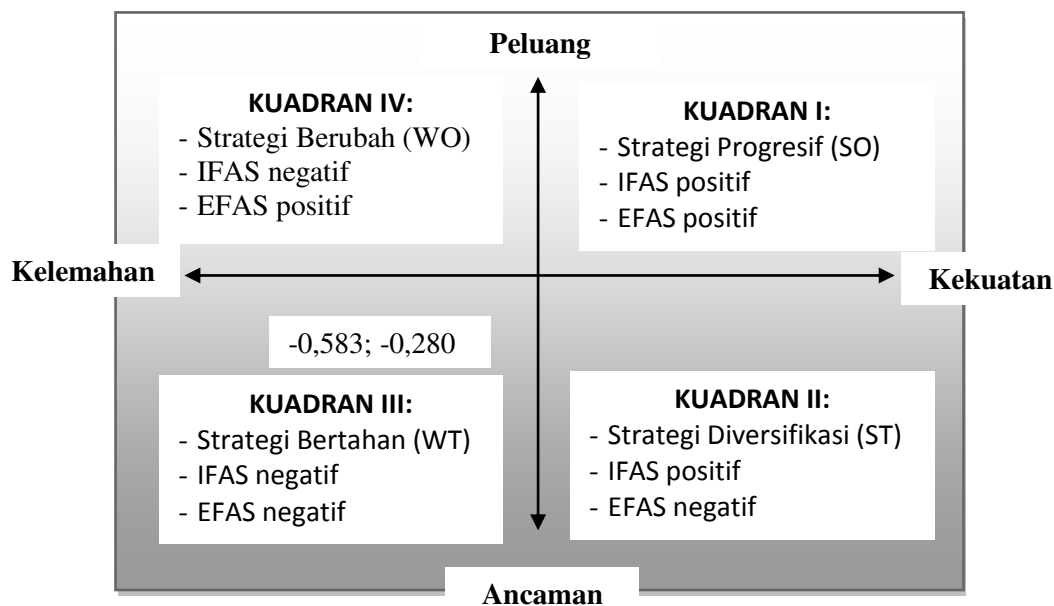 Peluang
KUADRAN IV:
- Strategi Berubah (WO)
- IFAS negatif
- EFAS positif
KUADRAN I:
- Strategi Progresif (SO)
- IFAS positif
- EFAS positif
Kelemahan
Kekuatan
-0,583; -0,280
KUADRAN III:
- Strategi Bertahan (WT)
- IFAS negatif
- EFAS negatif
KUADRAN II:
- Strategi Diversifikasi (ST)
- IFAS positif
- EFAS negatif
Ancaman